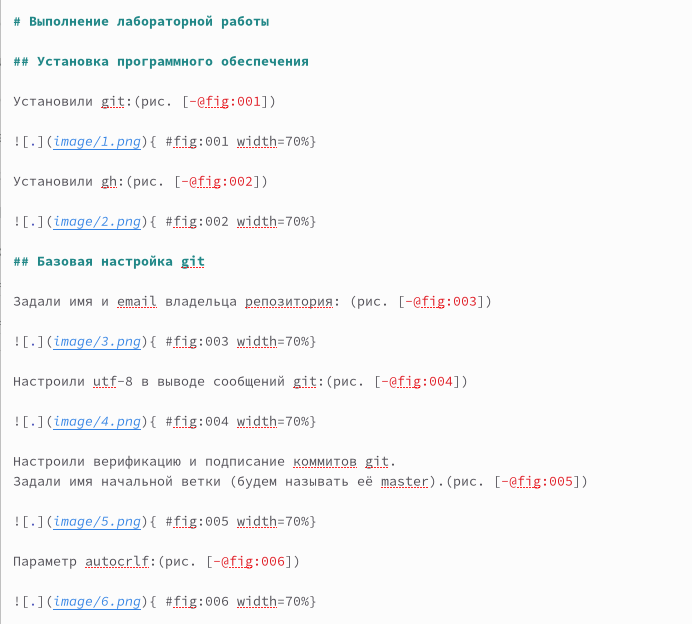 # Выполнение лабораторной работы
## Установка программного обеспечения
Установили git:(рис. [-@fig:001])
![.](image/1.png){ #fig:001 width=70%}
Установили gh:(рис. [-@fig:002])
![.](image/2.png){ #fig:002 width=70%}
## Базовая настройка git
Задали имя и email владельца репозитория: (рис. [-@fig:003])
![.](image/3.png){ #fig:003 width=70%}
Настроили utf-8 в выводе сообщений git:(рис. [-@fig:004])
![.](image/4.png){ #fig:004 width=70%}
Настроили верификацию и подписание коммитов git.
Задали имя начальной ветки (будем называть её master).(рис. [-@fig:005])
![.](image/5.png){ #fig:005 width=70%}
Параметр autocrlf:(рис. [-@fig:006])
![.](image/6.png){ #fig:006 width=70%}